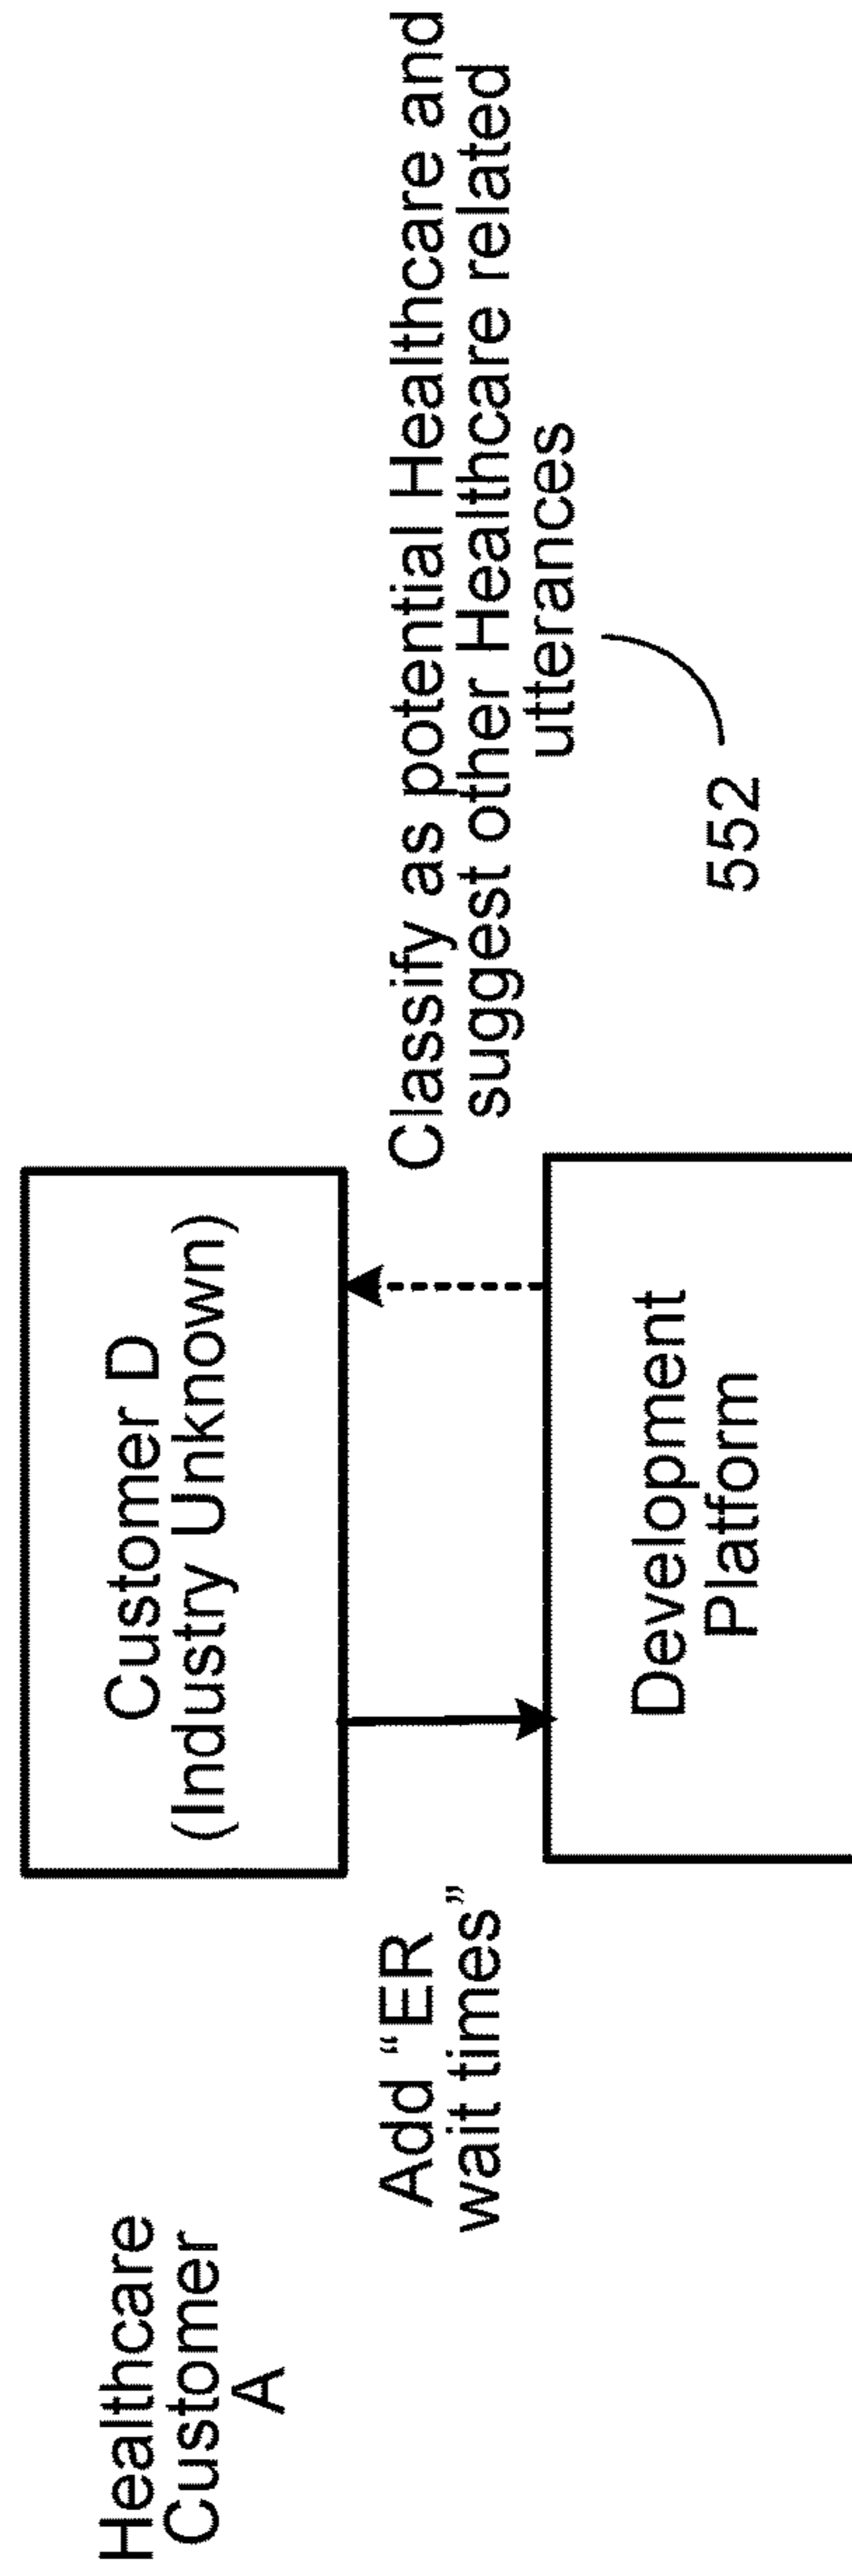 Healthcare
Customer
A
Customer D
(Industry Unknown)
Add “ER
wait times”
Classify as potential Healthcare and
suggest other Healthcare related
utterances
552
Development
Platform